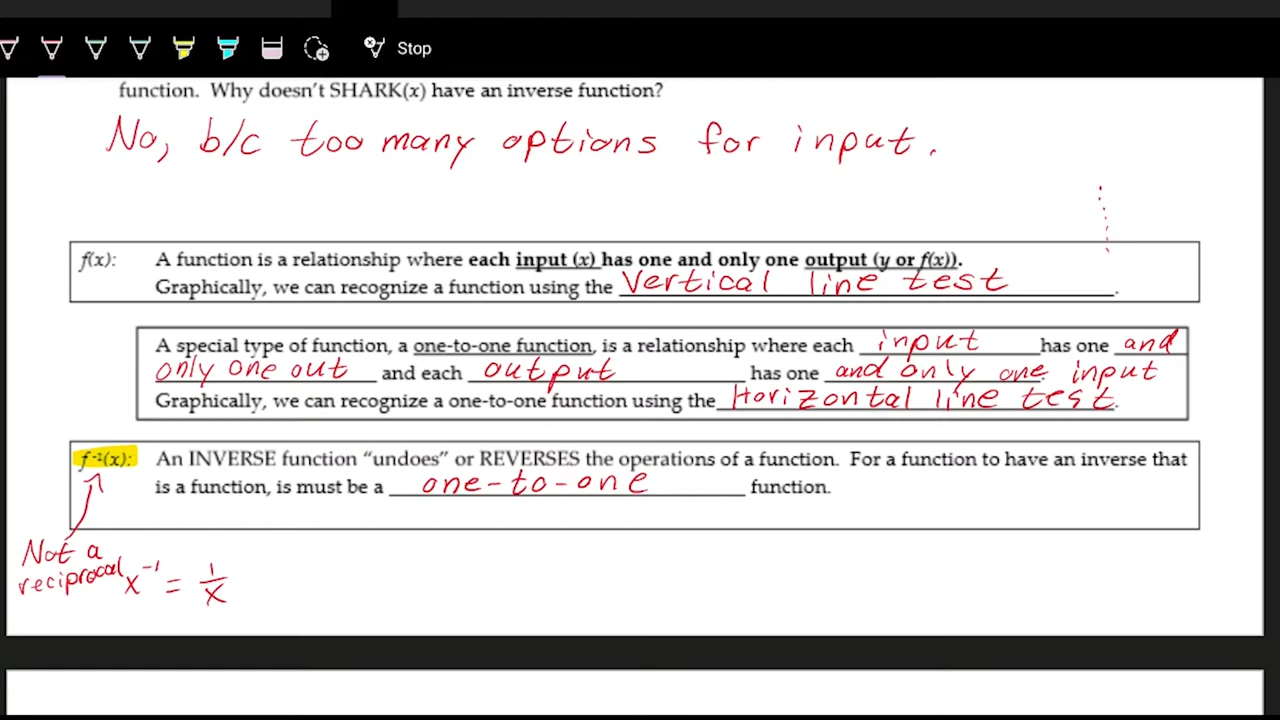 Stop
function. Why doesn't SHARK(x) have an inverse function?
No, b/c too many options for input.
f(x): A function is a relationship where each input (x) has one and only one output (y or f(x)).
Graphically, we can recognize a function using the Vertical line test.
A special type of function, a one-to-one function, is a relationship where each input has one and
only one out and each output has one and only one input
Graphically, we can recognize a one-to-one function using the Horizontal line test.
f⁻¹(x): An INVERSE function “undoes” or REVERSES the operations of a function. For a function to have an inverse that
is a function, is must be a one-to-one function.
Not a
reciprocal x⁻¹ = 1/x